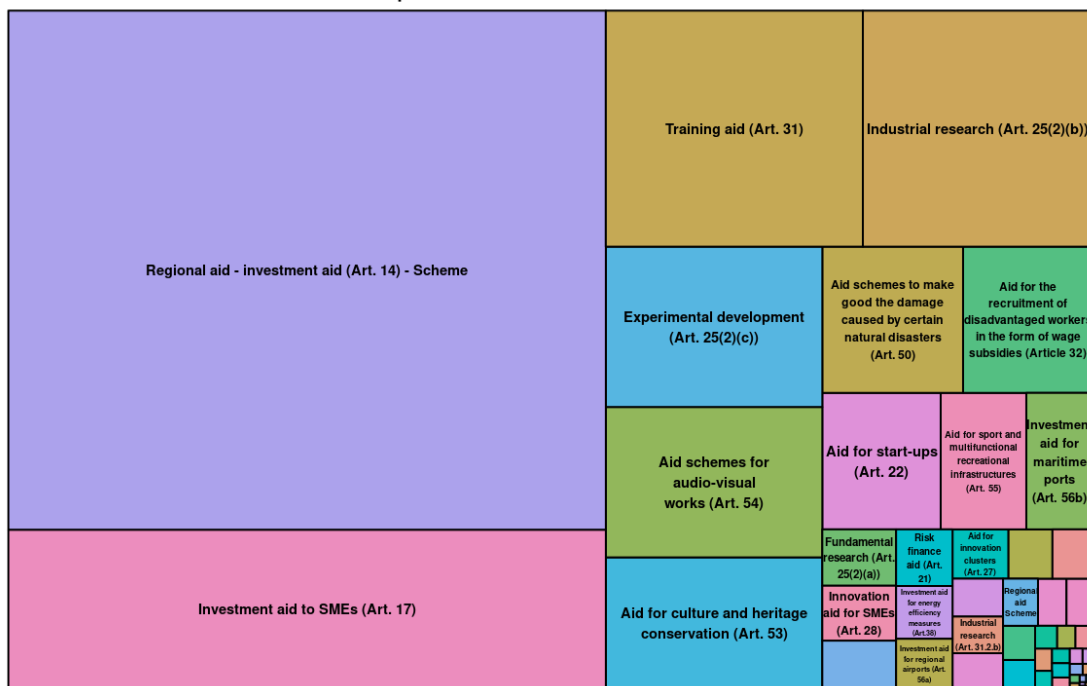 Regional aid - investment aid (Art. 14) - Scheme
Investment aid to SMEs (Art. 17)
Training aid (Art. 31)
Industrial research (Art. 25(2)(b))
Experimental development
(Art. 25(2)(c))
Aid schemes for
audio-visual
works (Art. 54)
Aid for culture and heritage
conservation (Art. 53)
Aid schemes to make
good the damage
caused by certain
natural disasters
(Art. 50)
Aid for the
recruitment of
disadvantaged workers
in the form of wage
subsidies (Article 32)
Aid for start-ups
(Art. 22)
Aid for sport and
multifunctional
recreational
infrastructures
(Art. 55)
Investmen
aid for
maritime
ports
(Art. 56b)
Fundamental
research (Art.
25(2)(a))
Innovation
aid for SMEs
(Art. 28)
Risk
finance
aid (Art.
21)
Investment aid
for energy
efficiency
measures
(Art.38)
Investment aid
for regional
airports (Art.
56a)
Aid for
innovation
clusters
(Art. 27)
Industrial
research
(Art. 31.2.b)
Regional
aid
Scheme